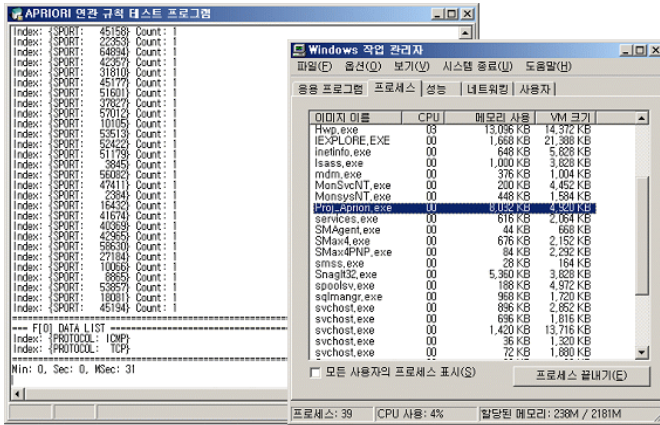 APRIORI 연관 규칙 테스트 프로그램
Index: {SPORT: 45158} Count: 1
Index: {SPORT: 22353} Count: 1
Index: {SPORT: 64894} Count: 1
Index: {SPORT: 42357} Count: 1
Index: {SPORT: 31810} Count: 1
Index: {SPORT: 45177} Count: 1
Index: {SPORT: 51601} Count: 1
Index: {SPORT: 37827} Count: 1
Index: {SPORT: 57012} Count: 1
Index: {SPORT: 10105} Count: 1
Index: {SPORT: 53513} Count: 1
Index: {SPORT: 52422} Count: 1
Index: {SPORT: 51179} Count: 1
Index: {SPORT: 3845} Count: 1
Index: {SPORT: 56082} Count: 1
Index: {SPORT: 47411} Count: 1
Index: {SPORT: 2384} Count: 1
Index: {SPORT: 16432} Count: 1
Index: {SPORT: 41674} Count: 1
Index: {SPORT: 40369} Count: 1
Index: {SPORT: 42965} Count: 1
Index: {SPORT: 58630} Count: 1
Index: {SPORT: 27184} Count: 1
Index: {SPORT: 10066} Count: 1
Index: {SPORT: 8865} Count: 1
Index: {SPORT: 53857} Count: 1
Index: {SPORT: 18081} Count: 1
Index: {SPORT: 45194} Count: 1
--- F[0] DATA LIST ---
Index: {PROTOCOL: ICMP}
Index: {PROTOCOL: TCP}
Min: 0, Sec: 0, MSec: 31
Windows 작업 관리자
파일(F) 옵션(O) 보기(V) 시스템 종료(U) 도움말(H)
응용 프로그램 프로세스 성능 네트워킹 사용자
이미지 이름 CPU 메모리 사용 VM 크기
Hwp.exe 03 13,096 KB 14,372 KB
IEXPLORE.EXE 00 1,668 KB 21,388 KB
inetinfo.exe 00 648 KB 5,828 KB
lsass.exe 00 1,000 KB 3,828 KB
mdm.exe 00 376 KB 1,004 KB
MonSvcNT.exe 00 200 KB 4,452 KB
MonsysNT.exe 00 448 KB 1,584 KB
Proj_Apriori.exe 00 8,032 KB 4,920 KB
services.exe 00 616 KB 2,064 KB
SMAgent.exe 00 44 KB 668 KB
SMax4.exe 00 676 KB 2,152 KB
SMax4PNP.exe 00 84 KB 2,292 KB
smss.exe 00 28 KB 164 KB
SnagIt32.exe 00 5,360 KB 3,828 KB
spoolsv.exe 00 188 KB 4,972 KB
sqlmangr.exe 00 968 KB 1,720 KB
svchost.exe 00 896 KB 2,852 KB
svchost.exe 00 696 KB 1,816 KB
svchost.exe 00 1,420 KB 13,716 KB
svchost.exe 00 36 KB 1,320 KB
svchost.exe 00 72 KB 1,880 KB
모든 사용자의 프로세스 표시(S)
프로세스 끝내기(E)
프로세스: 39 CPU 사용: 4% 할당된 메모리: 238M / 2181M